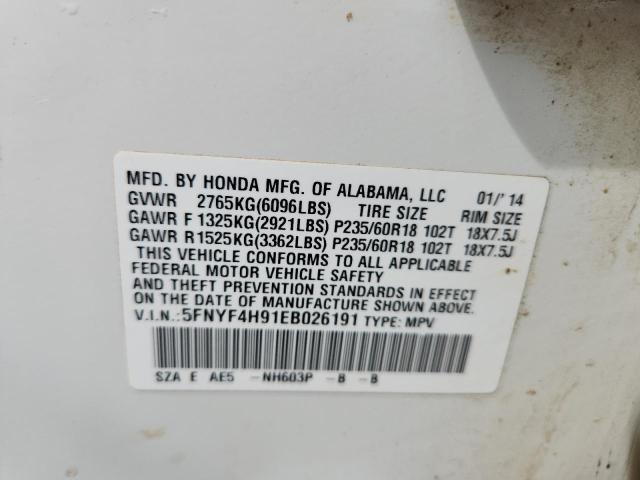 MFD. BY HONDA MFG. OF ALABAMA, LLC 01/'14
GVWR 2765KG(6096LBS) TIRE SIZE RIM SIZE
GAWR F 1325KG(2921LBS) P235/60R18 102T 18X7.5J
GAWR R1525KG(3362LBS) P235/60R18 102T 18X7.5J
THIS VEHICLE CONFORMS TO ALL APPLICABLE
FEDERAL MOTOR VEHICLE SAFETY
AND THEFT PREVENTION STANDARDS IN EFFECT
ON THE DATE OF MANUFACTURE SHOWN ABOVE.
V.I.N.:5FNYF4H91EB026191 TYPE: MPV
SZA E AE5 -NH603P -B -B